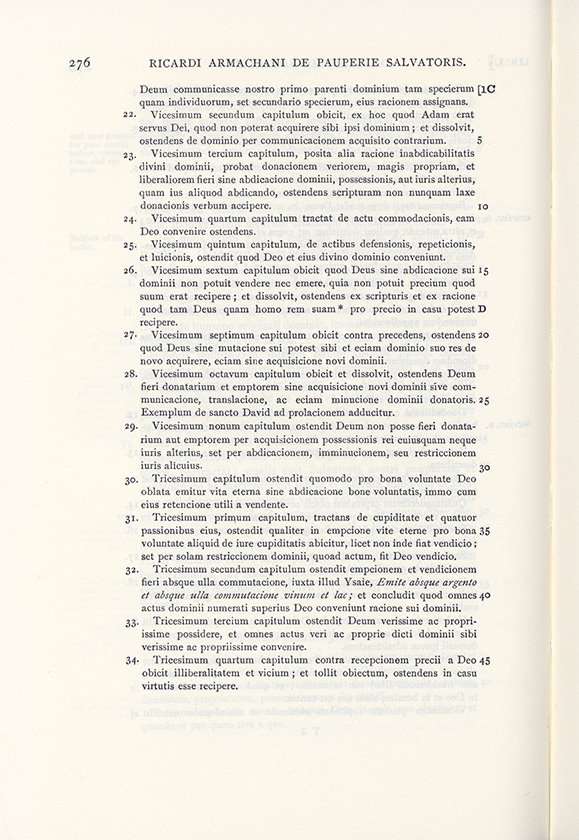 276 RICARDI ARMACHANI DE PAUPERIE SALVATORIS.
Deum communicasse nostro primo parenti dominium tam specierum [1C
quam individuorum, set secundario specierum, eius racionem assignans.
22. Vicesimum secundum capitulum obicit, ex hoc quod Adam erat
servus Dei, quod non poterat acquirere sibi ipsi dominium ; et dissolvit,
ostendens de dominio per communicacionem acquisito contrarium. 5
23. Vicesimum tercium capitulum, posita alia racione inabdicabilitatis
divini dominii, probat donacionem veriorem, magis propriam, et
liberaliorem fieri sine abdicacione dominii, possessionis, aut iuris alterius,
quam ius aliquod abdicando, ostendens scripturam non nunquam laxe
donacionis verbum accipere. 10
24. Vicesimum quartum capitulum tractat de actu commodacionis, eam
Deo convenire ostendens.
25. Vicesimum quintum capitulum, de actibus defensionis, repeticionis,
et luicionis, ostendit quod Deo et eius divino dominio conveniunt.
26. Vicesimum sextum capitulum obicit quod Deus sine abdicacione sui 15
dominii non potuit vendere nec emere, quia non potuit precium quod
suum erat recipere ; et dissolvit, ostendens ex scripturis et ex racione
quod tam Deus quam homo rem suam* pro precio in casu potest D
recipere.
27. Vicesimum septimum capitulum obicit contra precedens, ostendens 20
quod Deus sine mutacione sui potest sibi et eciam dominio suo res de
novo acquirere, eciam sine acquisicione novi dominii.
28. Vicesimum octavum capitulum obicit et dissolvit, ostendens Deum
fieri donatarium et emptorem sine acquisicione novi dominii sive com-
municacione, translacione, ac eciam minucione dominii donatoris. 25
Exemplum de sancto David ad prolacionem adducitur.
29. Vicesimum nonum capitulum ostendit Deum non posse fieri donata-
rium aut emptorem per acquisicionem possessionis rei cuiusquam neque
iuris alterius, set per abdicacionem, imminucionem, seu restriccionem
iuris alicuius. 30
30. Tricesimum capitulum ostendit quomodo pro bona voluntate Deo
oblata emitur vita eterna sine abdicacione bone voluntatis, immo cum
eius retencione utili a vendente.
31. Tricesimum primum capitulum, tractans de cupiditate et quatuor
passionibus eius, ostendit qualiter in empcione vite eterne pro bona 35
voluntate aliquid de iure cupiditatis abicitur, licet non inde fiat vendicio ;
set per solam restriccionem dominii, quoad actum, fit Deo vendicio.
32. Tricesimum secundum capitulum ostendit empcionem et vendicionem
fieri absque ulla commutacione, iuxta illud Ysaie, Emite absque argento
et absque ulla commutacione vinum et lac; et concludit quod omnes 40
actus dominii numerati superius Deo conveniunt racione sui dominii.
33. Tricesimum tercium capitulum ostendit Deum verissime ac propri-
issime possidere, et omnes actus veri ac proprie dicti dominii sibi
verissime ac propriissime convenire.
34. Tricesimum quartum capitulum contra recepcionem precii a Deo 45
obicit illiberalitatem et vicium ; et tollit obiectum, ostendens in casu
virtutis esse recipere.